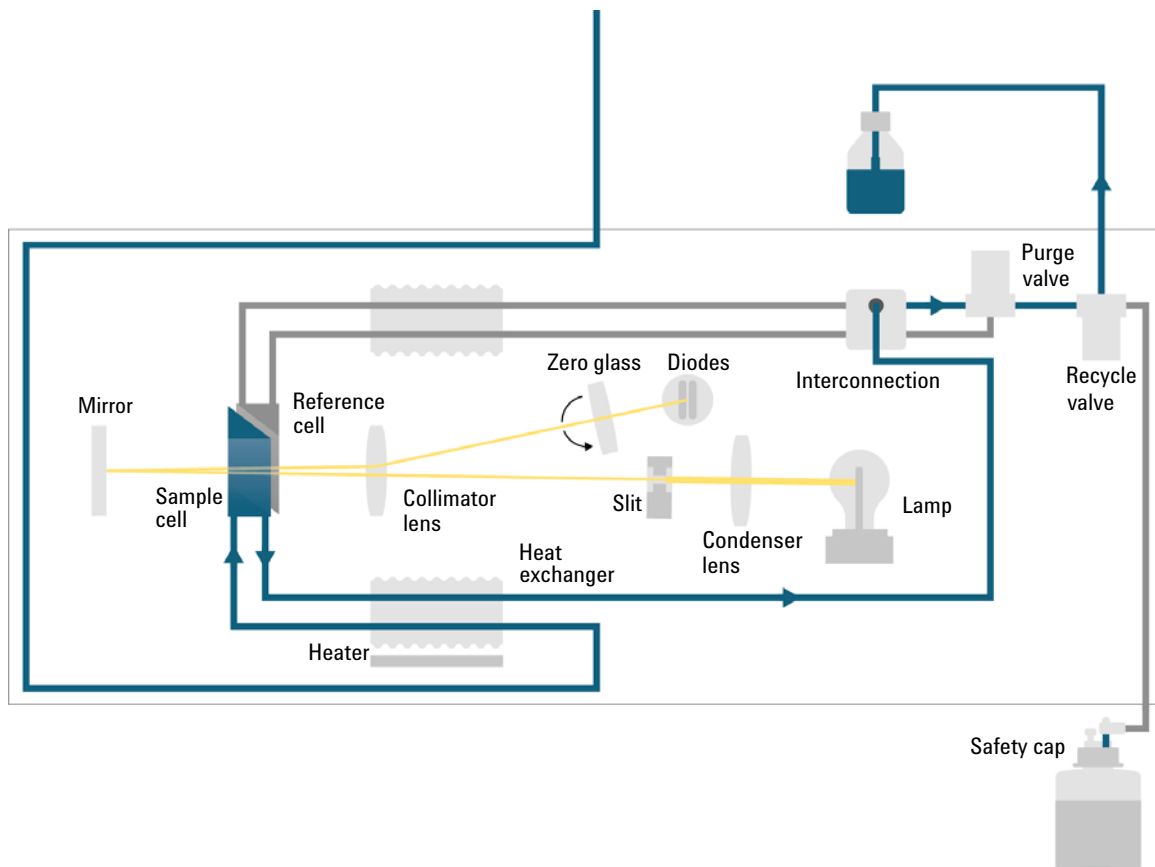 Purge
valve
Zero glass
Diodes
Interconnection
Recycle
valve
Mirror
Reference
cell
Sample
cell
Collimator
lens
Slit
Condenser
lens
Lamp
Heat
exchanger
Heater
Safety cap